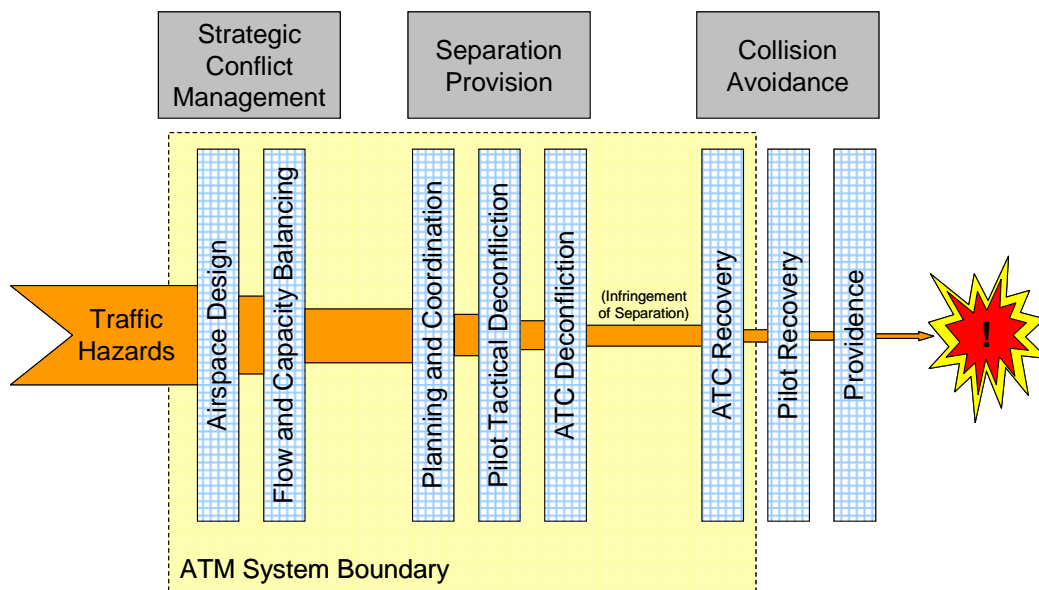 Strategic
Conflict
Management
Separation
Provision
Collision
Avoidance
Traffic
Hazards
Airspace Design
Flow and Capacity Balancing
Planning and Coordination
Pilot Tactical Deconfliction
ATC Deconfliction
(Infringement
of Separation)
ATC Recovery
Pilot Recovery
Providence
!
ATM System Boundary